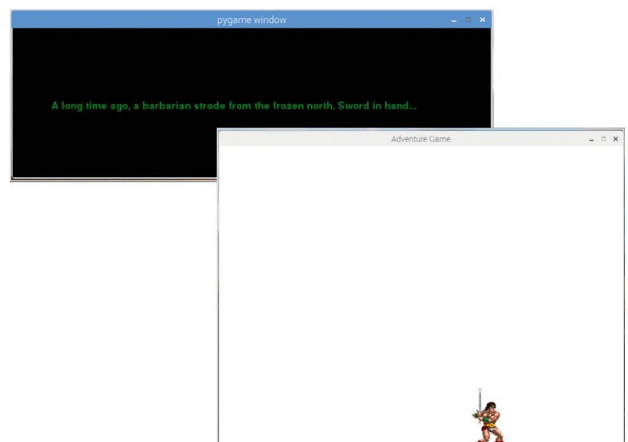 pygame window
A long time ago, a barbarian strode from the frozen north. Sword in hand...
Adventure Game